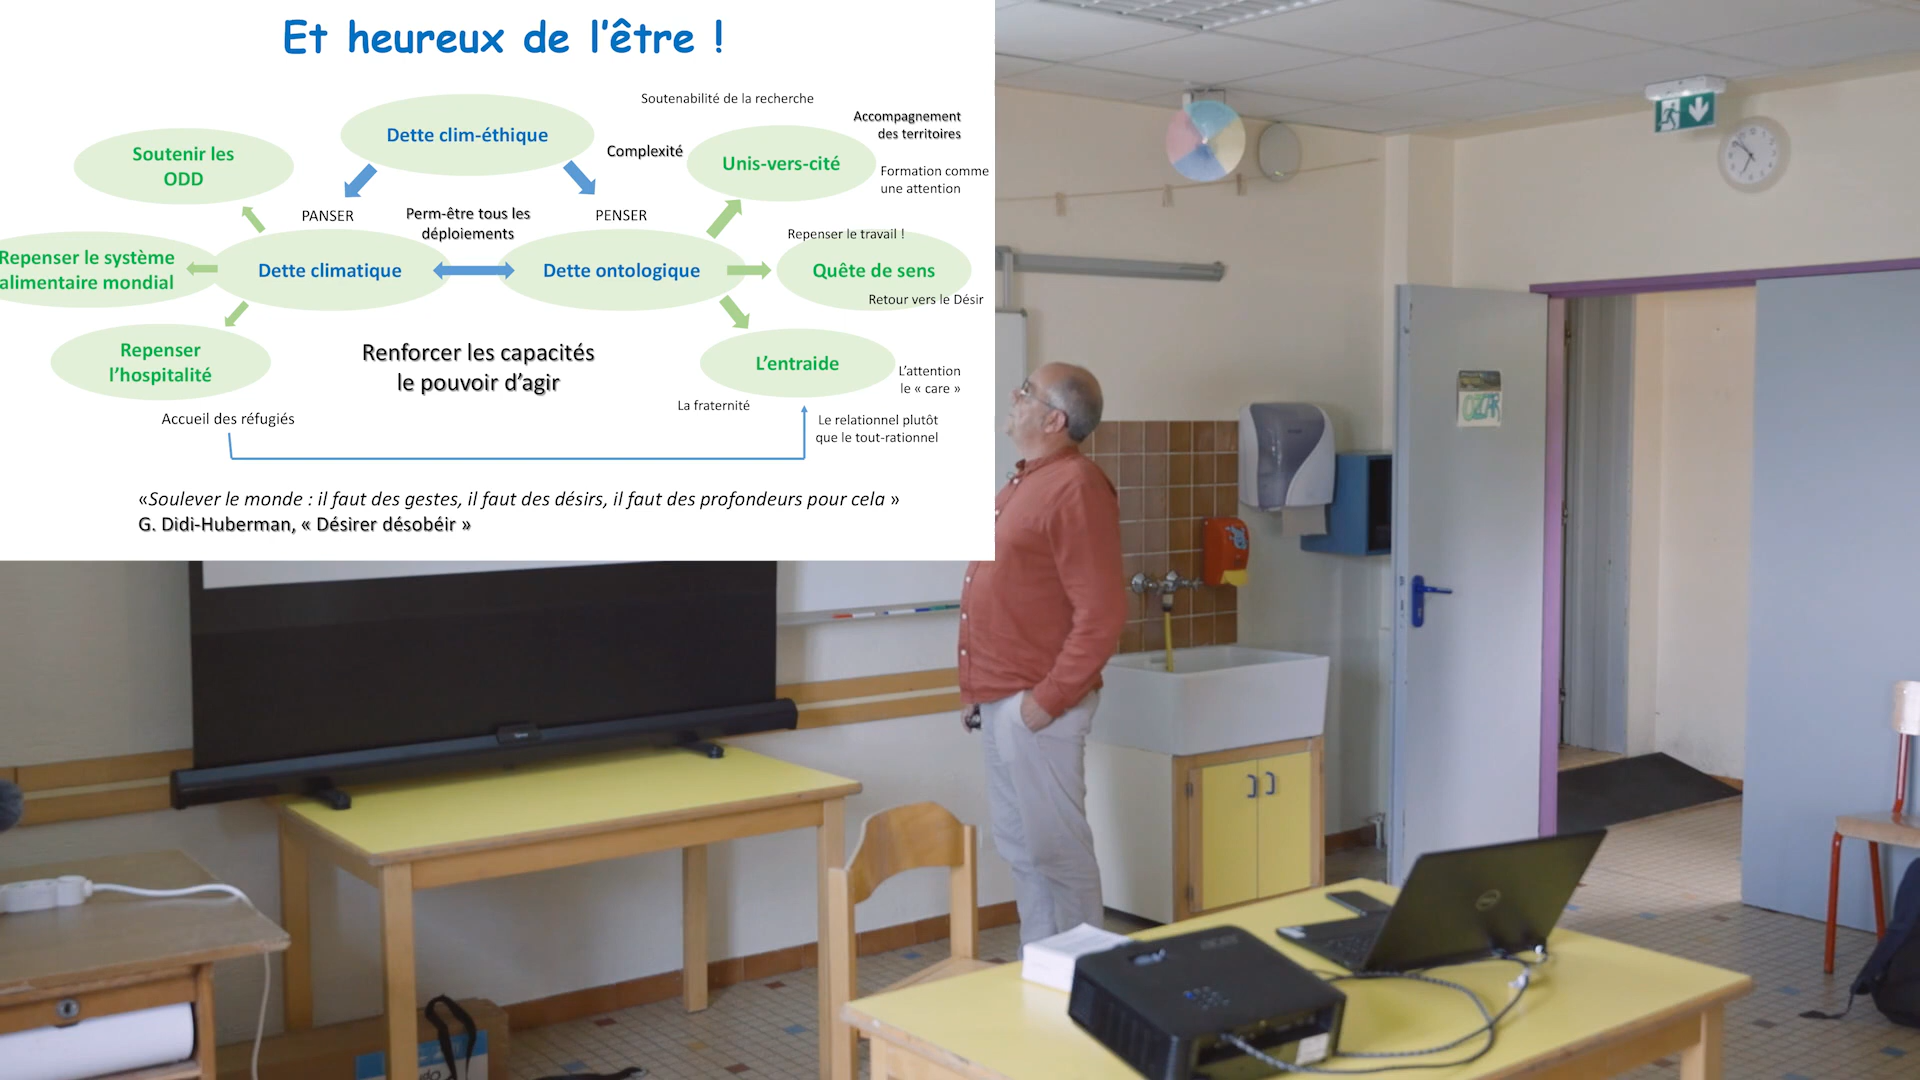 Et heureux de l'être !
Soutenabilité de la recherche
Accompagnement
des territoires
Dette clim-éthique
Complexité
Unis-vers-cité
Soutenir les
ODD
Formation comme
une attention
PANSER
Perm-être tous les
déploiements
PENSER
Repenser le travail !
Repenser le système
alimentaire mondial
Dette climatique
Dette ontologique
Quête de sens
Retour vers le Désir
Repenser
l'hospitalité
Renforcer les capacités
le pouvoir d'agir
L'entraide
L'attention
le « care »
La fraternité
Accueil des réfugiés
Le relationnel plutôt
que le tout-rationnel
«Soulever le monde : il faut des gestes, il faut des désirs, il faut des profondeurs pour cela »
G. Didi-Huberman, « Désirer désobéir »
OZCAR
DELL